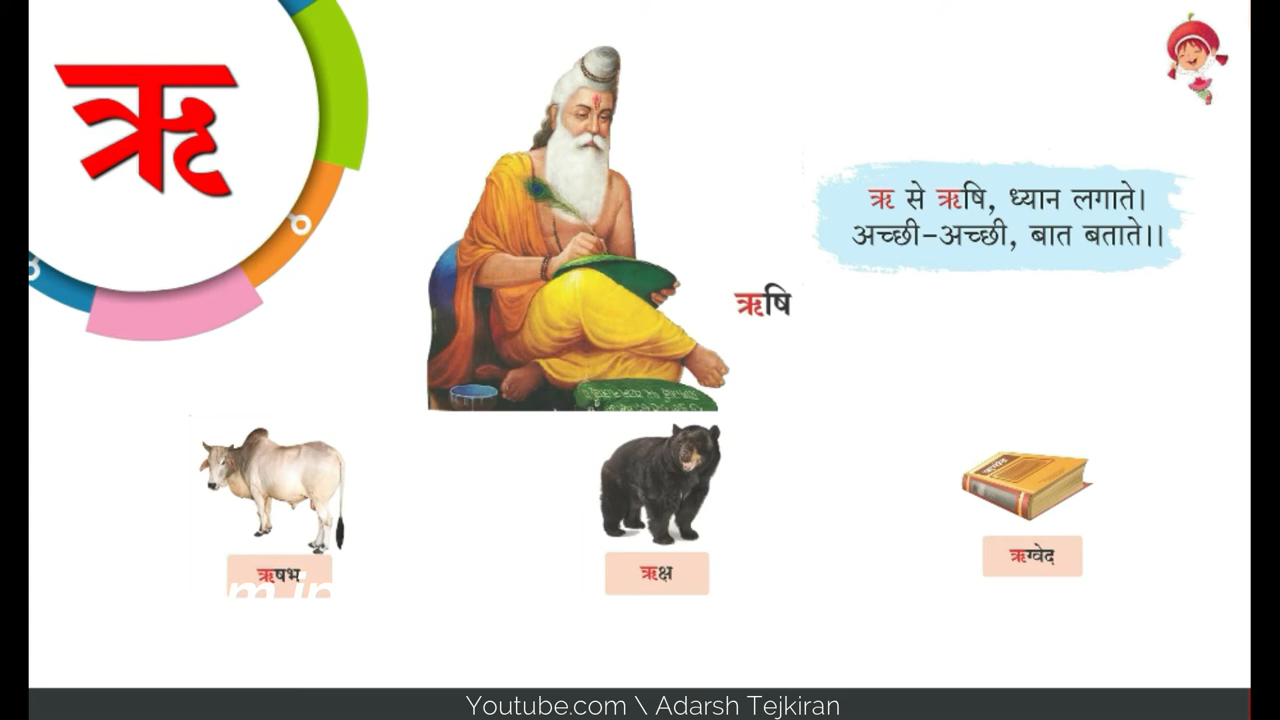 ऋ
ऋ से ऋषि, ध्यान लगाते।
अच्छी-अच्छी, बात बताते।।
ऋषि
ऋषभ
ऋक्ष
ऋग्वेद
Youtube.com \ Adarsh Tejkiran